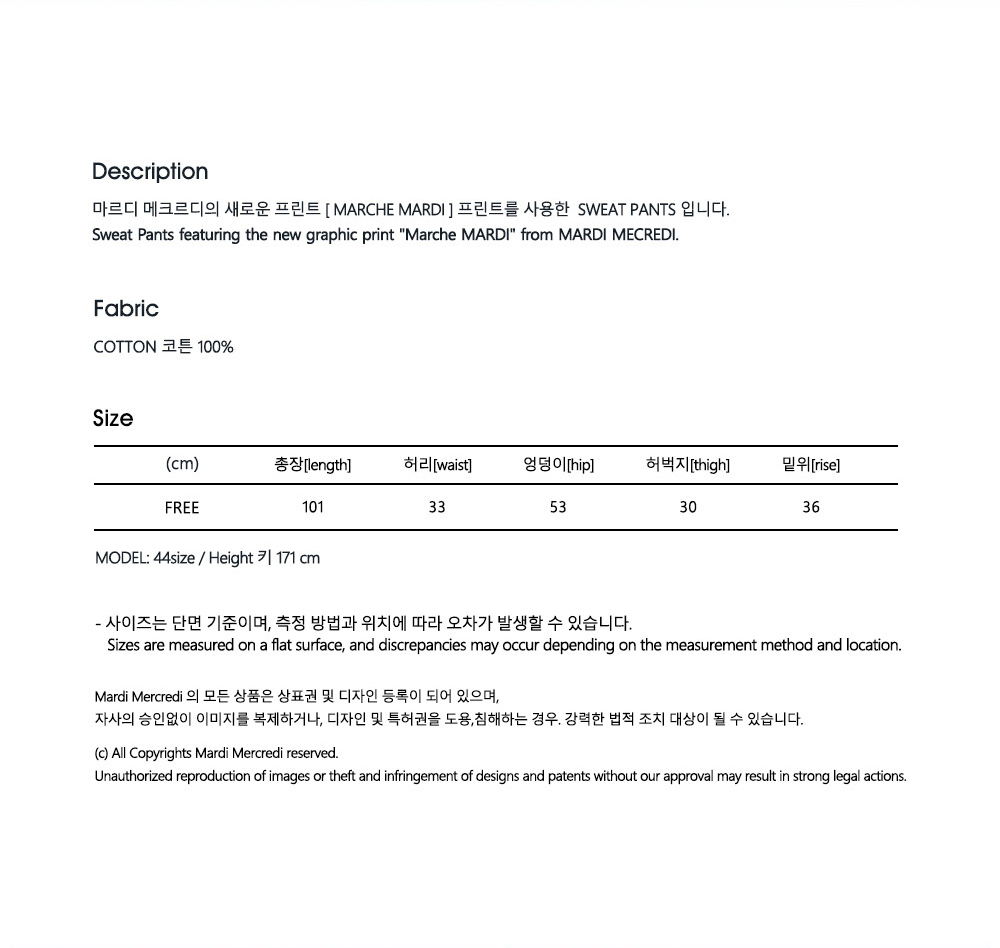 Description
마르디 메크르디의 새로운 프린트 [ MARCHE MARDI ] 프린트를 사용한 SWEAT PANTS 입니다.
Sweat Pants featuring the new graphic print "Marche MARDI" from MARDI MECREDI.
Fabric
COTTON 코튼 100%
Size
(cm) 총장[length] 허리[waist] 엉덩이[hip] 허벅지[thigh] 밑위[rise]
FREE 101 33 53 30 36
MODEL: 44size / Height 키 171 cm
- 사이즈는 단면 기준이며, 측정 방법과 위치에 따라 오차가 발생할 수 있습니다.
Sizes are measured on a flat surface, and discrepancies may occur depending on the measurement method and location.
Mardi Mercredi 의 모든 상품은 상표권 및 디자인 등록이 되어 있으며,
자사의 승인없이 이미지를 복제하거나, 디자인 및 특허권을 도용,침해하는 경우. 강력한 법적 조치 대상이 될 수 있습니다.
(c) All Copyrights Mardi Mercredi reserved.
Unauthorized reproduction of images or theft and infringement of designs and patents without our approval may result in strong legal actions.